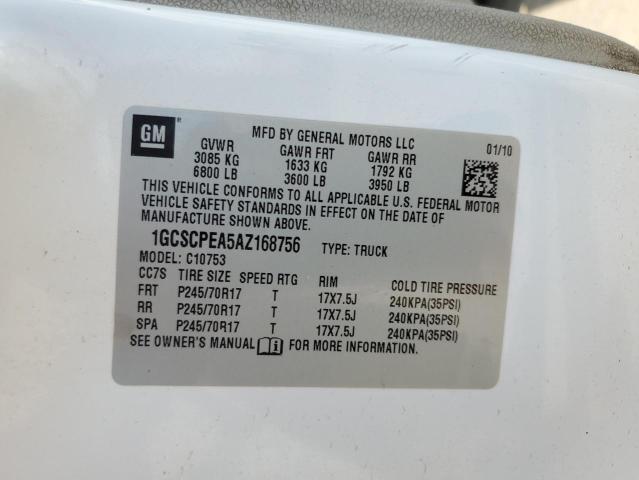 GM
MFD BY GENERAL MOTORS LLC
01/10
GVWR GAWR FRT GAWR RR
3085 KG 1633 KG 1792 KG
6800 LB 3600 LB 3950 LB
THIS VEHICLE CONFORMS TO ALL APPLICABLE U.S. FEDERAL MOTOR
VEHICLE SAFETY STANDARDS IN EFFECT ON THE DATE OF
MANUFACTURE SHOWN ABOVE.
1GCSCPEA5AZ168756 TYPE: TRUCK
MODEL: C10753
CC7S TIRE SIZE SPEED RTG RIM COLD TIRE PRESSURE
FRT P245/70R17 T 17X7.5J 240KPA(35PSI)
RR P245/70R17 T 17X7.5J 240KPA(35PSI)
SPA P245/70R17 T 17X7.5J 240KPA(35PSI)
SEE OWNER'S MANUAL FOR MORE INFORMATION.